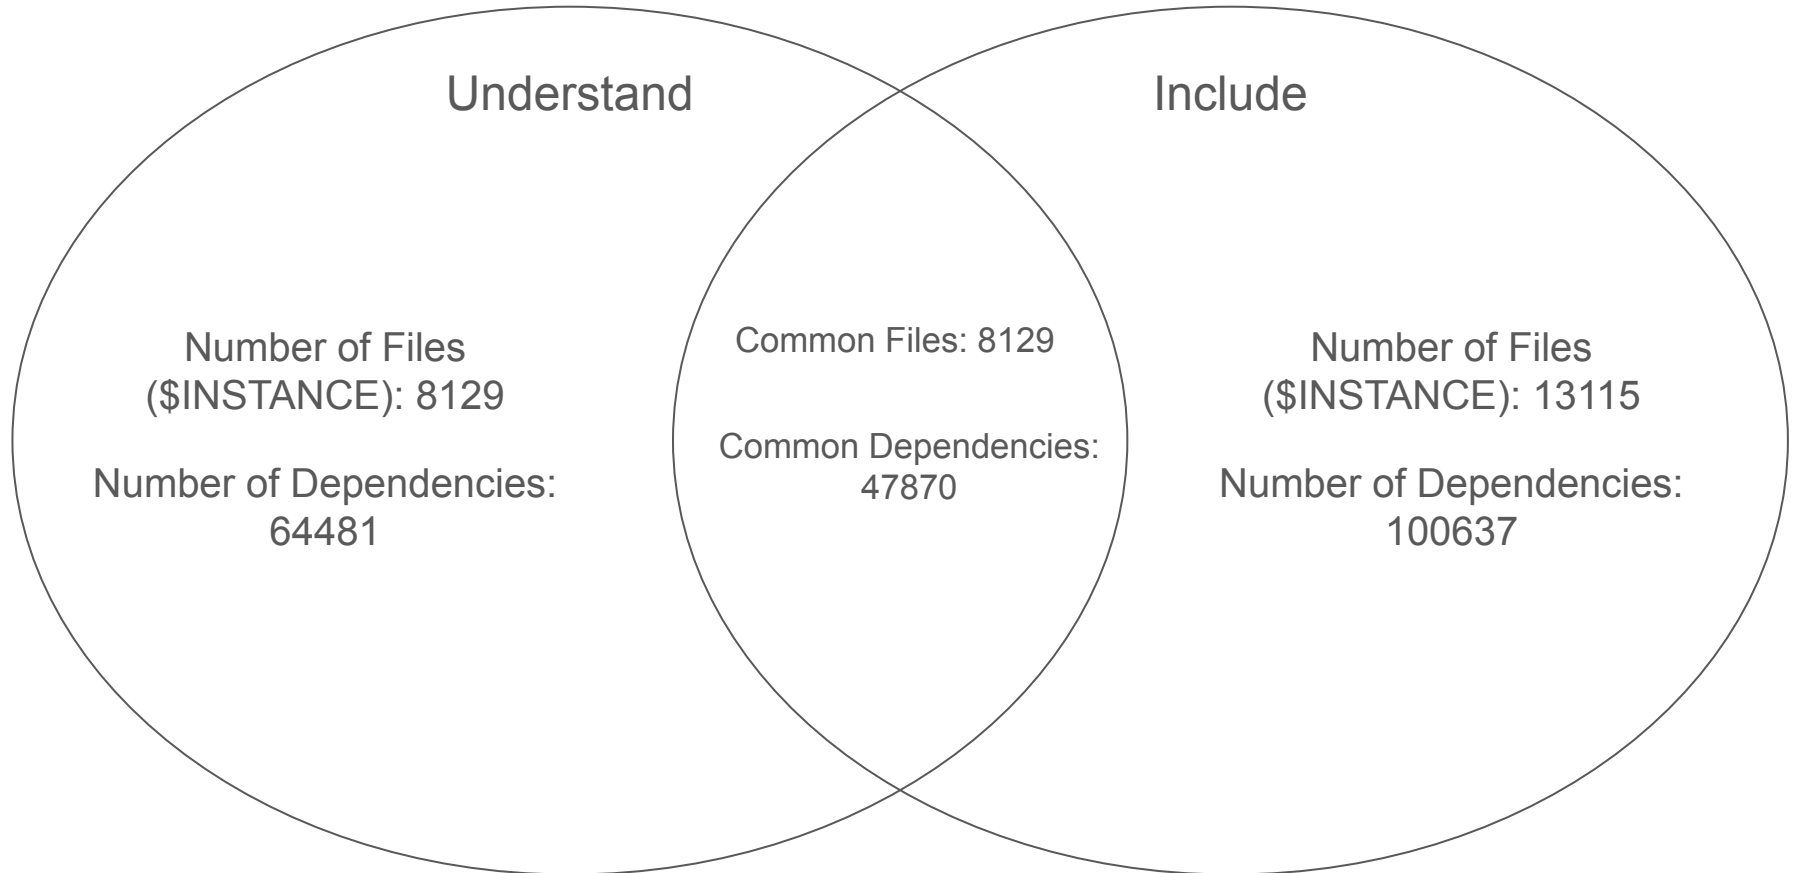 Understand
Include
Number of Files
($INSTANCE): 8129
Number of Dependencies:
64481
Common Files: 8129
Common Dependencies:
47870
Number of Files
($INSTANCE): 13115
Number of Dependencies:
100637